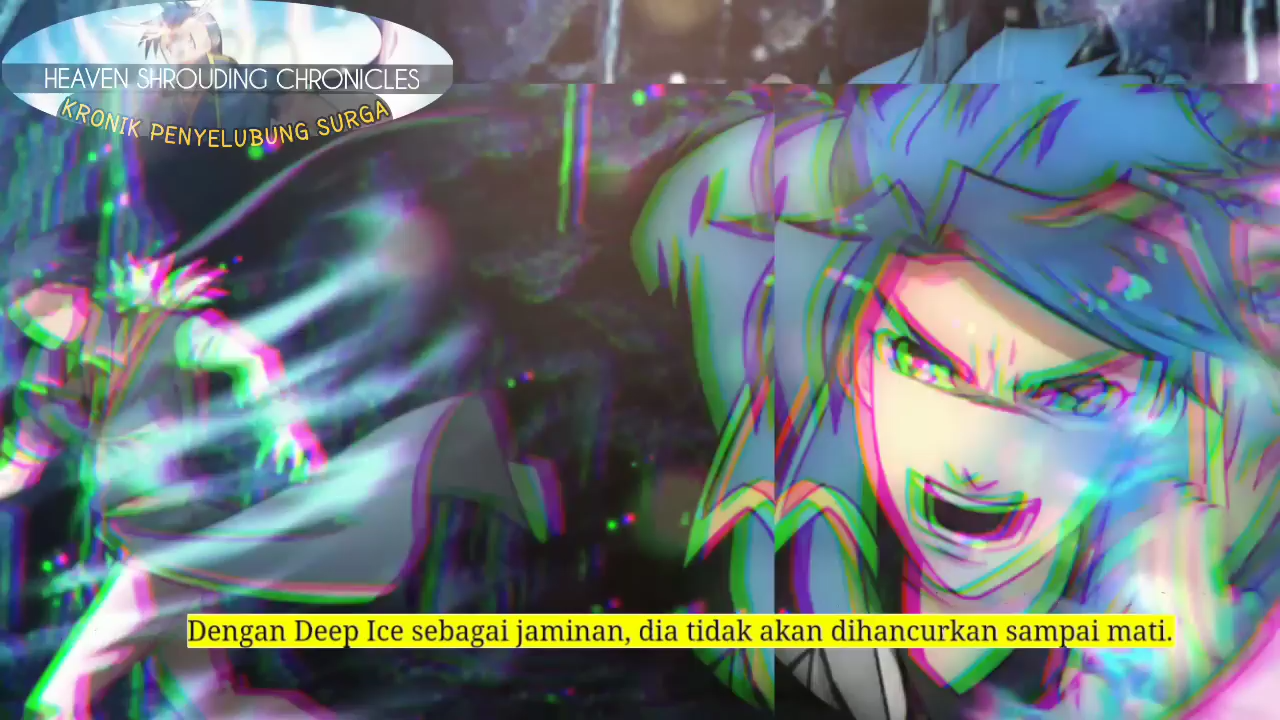 HEAVEN SHROUDING CHRONICLES
KRONIK PENYELUBUNG SURGA
Dengan Deep Ice sebagai jaminan, dia tidak akan dihancurkan sampai mati.